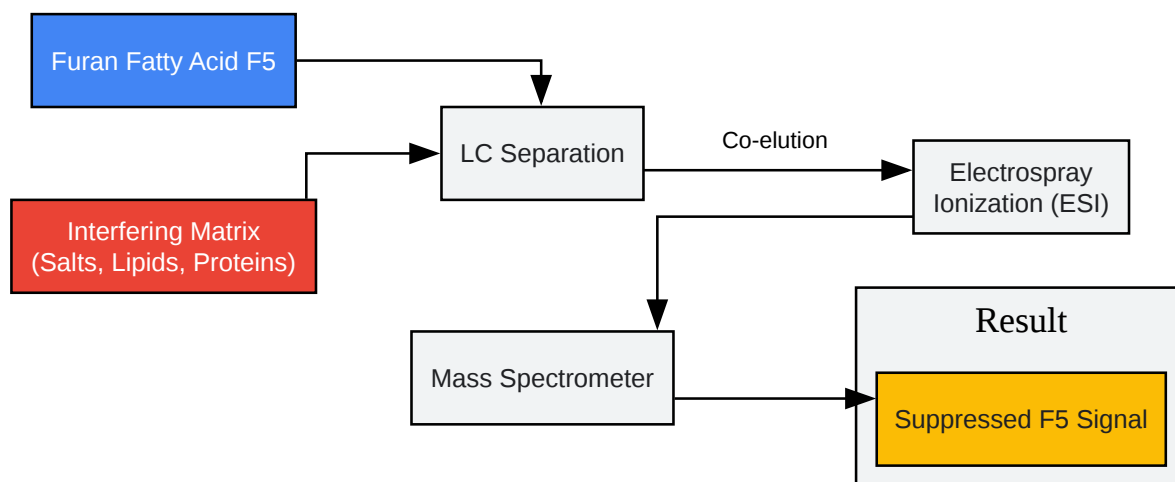 Furan Fatty Acid F5
LC Separation
Co-elution
Electrospray
Ionization (ESI)
Interfering Matrix
(Salts, Lipids, Proteins)
Mass Spectrometer
Result
Suppressed F5 Signal